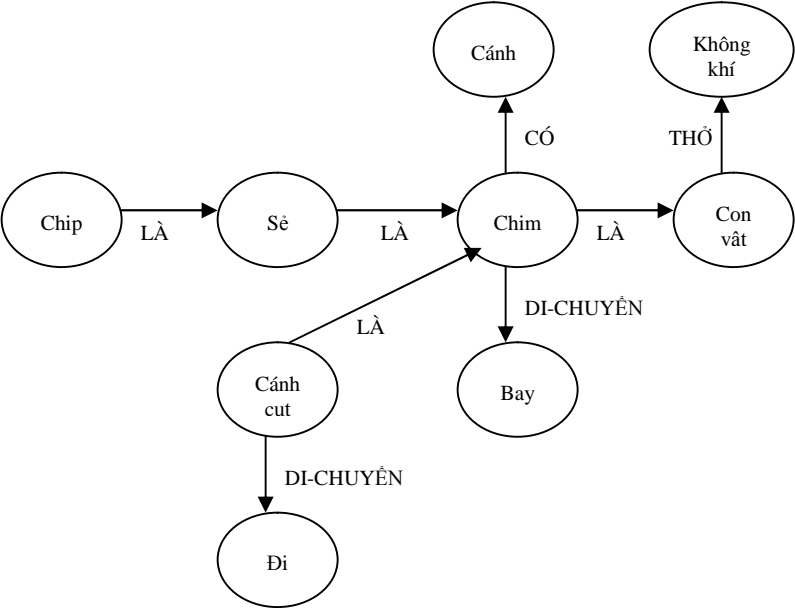 Cánh
Không
khí
CÓ
THỞ
Chip
LÀ
Sẻ
LÀ
Chim
LÀ
Con
vât
LÀ
DI-CHUYỂN
Cánh
cut
Bay
DI-CHUYỂN
Đi